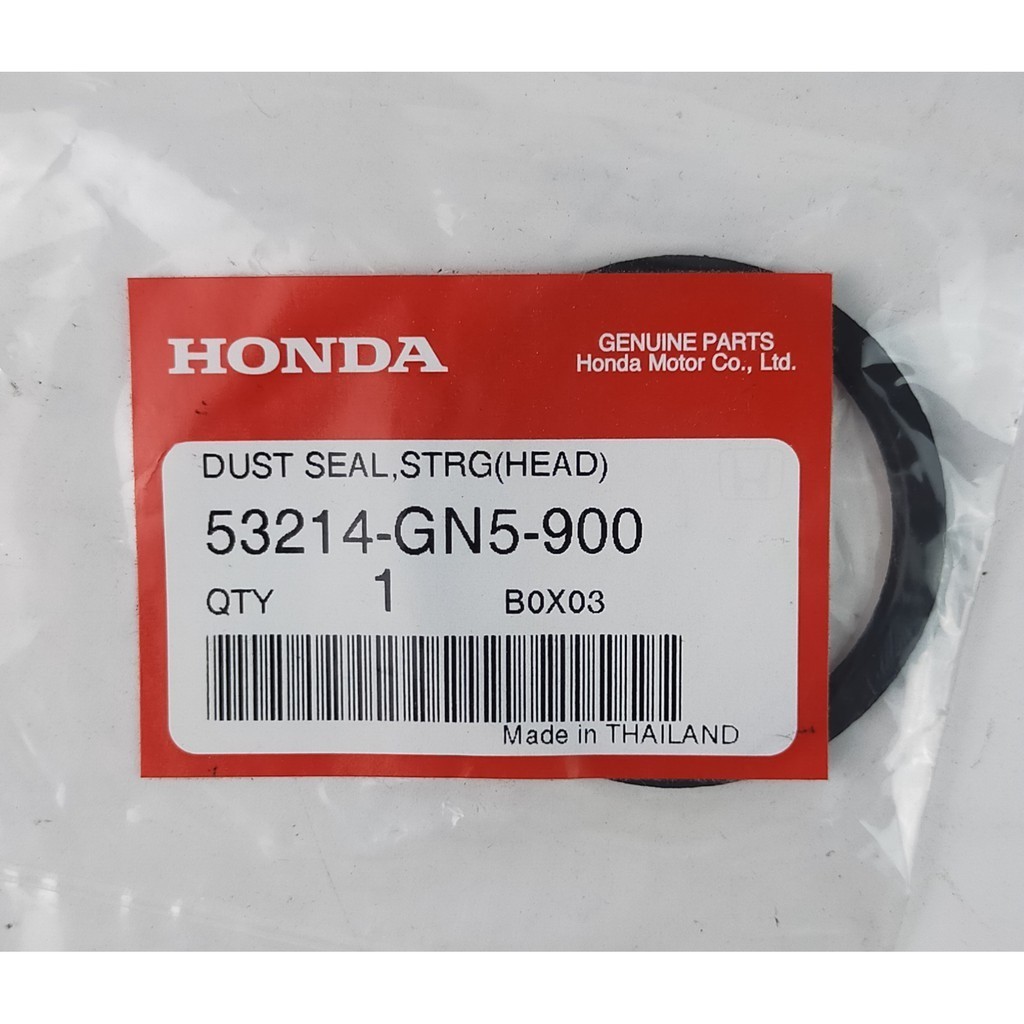 HONDA
GENUINE PARTS
Honda Motor Co., Ltd.
DUST SEAL,STRG(HEAD)
53214-GN5-900
QTY 1 B0X03
Made in THAILAND